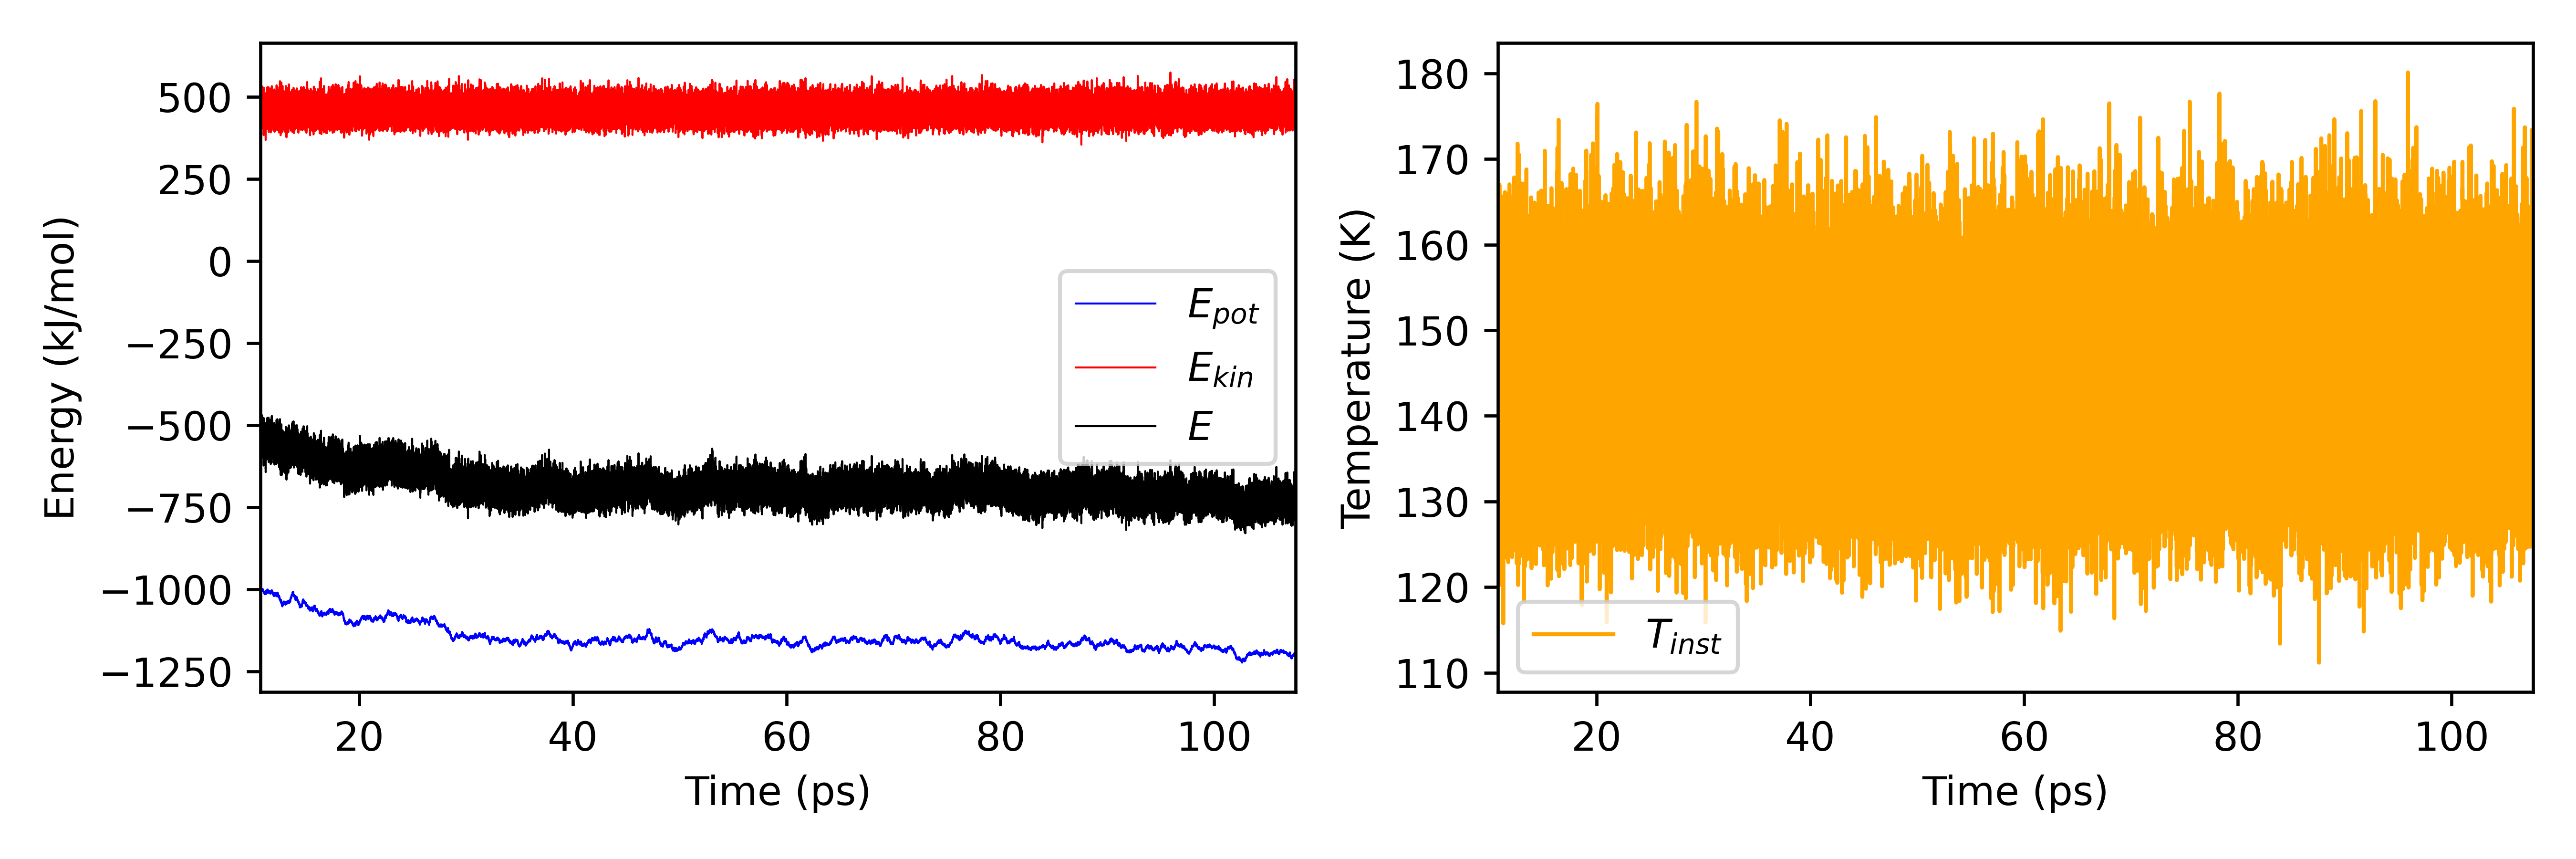 500
250
0
−250
−500
−750
−1000
−1250
Energy (kJ/mol)
20 40 60 80 100
Time (ps)
E_pot
E_kin
E
180
170
160
150
140
130
120
110
Temperature (K)
20 40 60 80 100
Time (ps)
T_inst